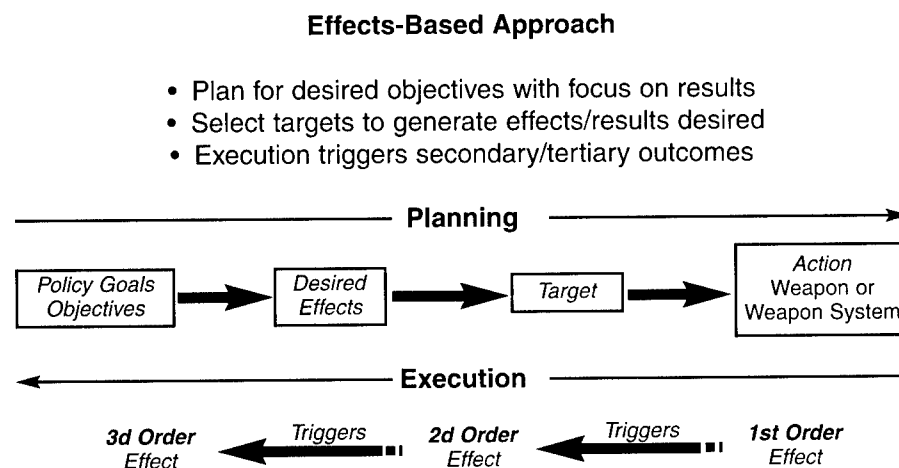 Effects-Based Approach
• Plan for desired objectives with focus on results
• Select targets to generate effects/results desired
• Execution triggers secondary/tertiary outcomes
Planning
Policy Goals
Objectives
Desired
Effects
Target
Action
Weapon or
Weapon System
Execution
3d Order
Effect
Triggers
2d Order
Effect
Triggers
1st Order
Effect